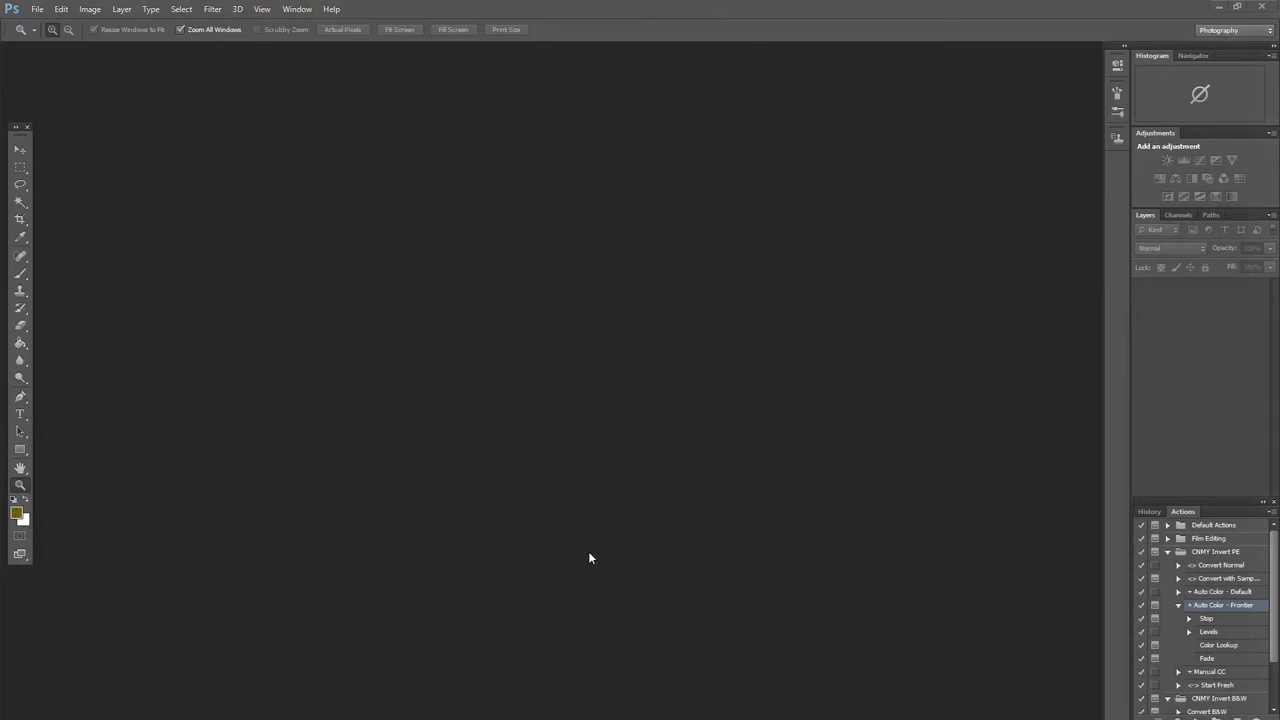 Ps File Edit Image Layer Type Select Filter 3D View Window Help
Resize Windows to Fit Zoom All Windows Scrubby Zoom Actual Pixels Fit Screen Fill Screen Print Size Photography
Histogram Navigator
Adjustments
Add an adjustment
Layers Channels Paths
Kind
Normal Opacity: 100%
Lock: Fill: 100%
History Actions
Default Actions
Film Editing
CNMY Invert PE
<> Convert Normal
<> Convert with Samp...
+ Auto Color - Default
+ Auto Color - Frontier
Stop
Levels
Color Lookup
Fade
+ Manual CC
<-> Start Fresh
CNMY Invert B&W
Convert B&W